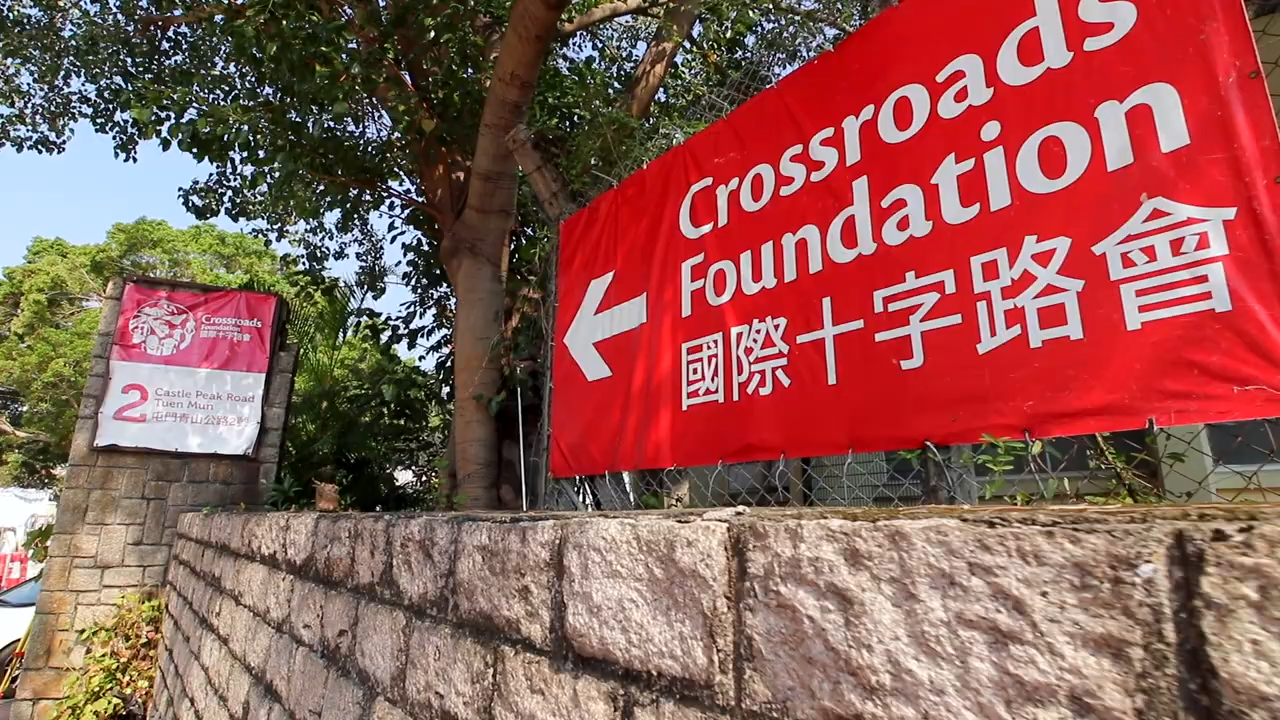 Crossroads
Foundation
國際十字路會
Crossroads
Foundation
國際十字路會
2
Castle Peak Road
Tuen Mun
屯門青山公路2號